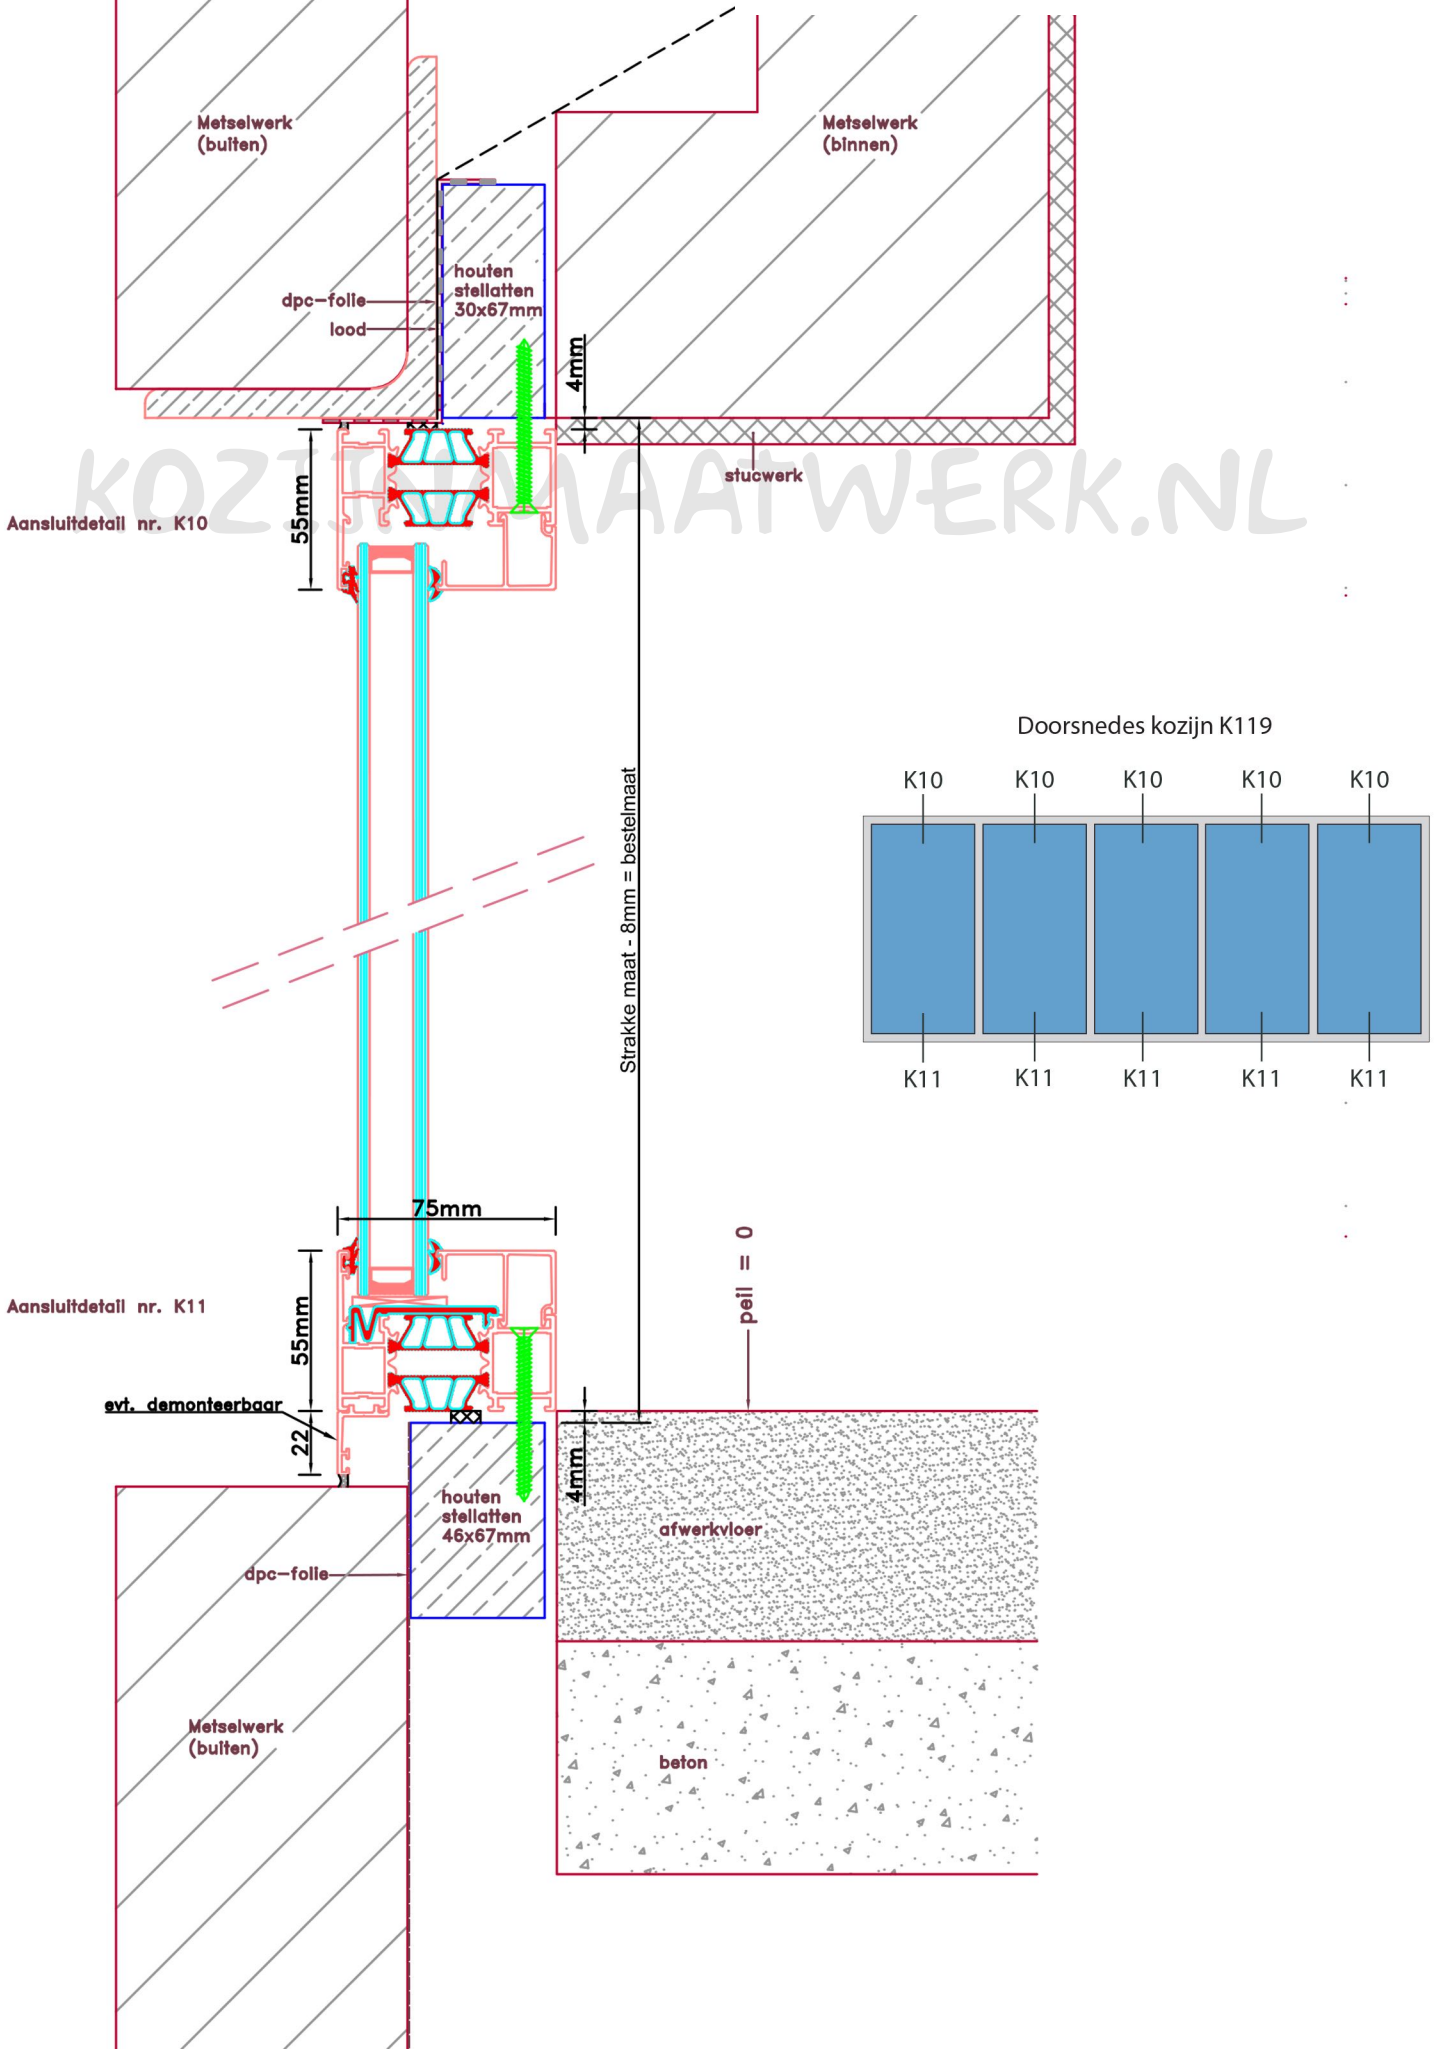 Metselwerk
(buiten)
Metselwerk
(binnen)
houten
stellatten
30x67mm
dpc-folie
lood
4mm
stucwerk
KOZIJNMAATWERK.NL
Aansluitdetail nr. K10
55mm
Doorsnedes kozijn K119
K10 K10 K10 K10 K10
K11 K11 K11 K11 K11
Strakke maat - 8mm = bestelmaat
75mm
peil = 0
Aansluitdetail nr. K11
55mm
evt. demonteerbaar
22
4mm
houten
stellatten
46x67mm
afwerkvloer
dpc-folie
Metselwerk
(buiten)
beton